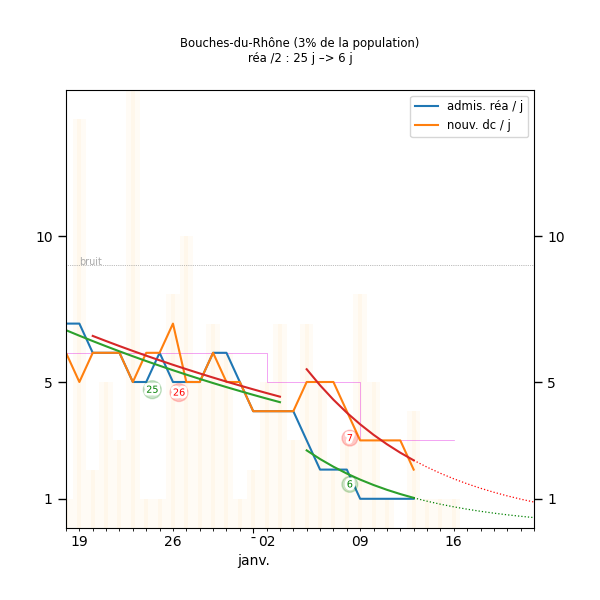 Bouches-du-Rhône (3% de la population)
réa /2 : 25 j –> 6 j
admis. réa / j
nouv. dc / j
10 10
bruit
5 5
25 26
7
6
1 1
19 26 02 09 16
janv.